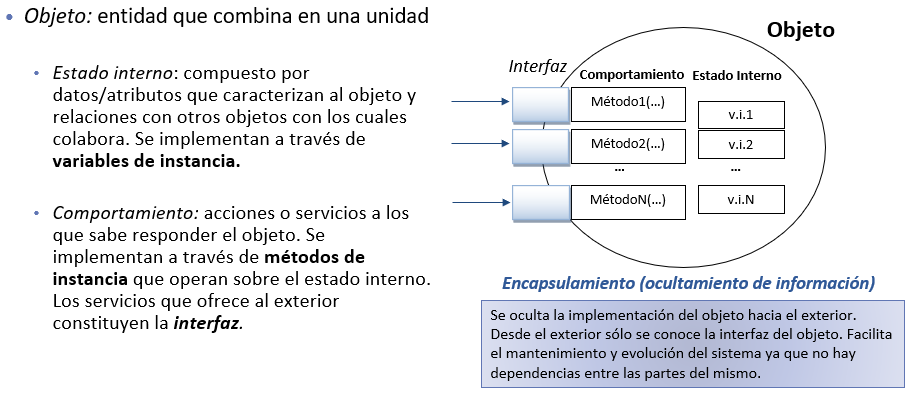 • Objeto: entidad que combina en una unidad
• Estado interno: compuesto por
datos/atributos que caracterizan al objeto y
relaciones con otros objetos con los cuales
colabora. Se implementan a través de
variables de instancia.
• Comportamiento: acciones o servicios a los
que sabe responder el objeto. Se
implementan a través de métodos de
instancia que operan sobre el estado interno.
Los servicios que ofrece al exterior
constituyen la interfaz.
Objeto
Interfaz
Comportamiento
Estado Interno
Método1(...)
Método2(...)
...
MétodoN(...)
v.i.1
v.i.2
...
v.i.N
Encapsulamiento (ocultamiento de información)
Se oculta la implementación del objeto hacia el exterior.
Desde el exterior sólo se conoce la interfaz del objeto. Facilita
el mantenimiento y evolución del sistema ya que no hay
dependencias entre las partes del mismo.